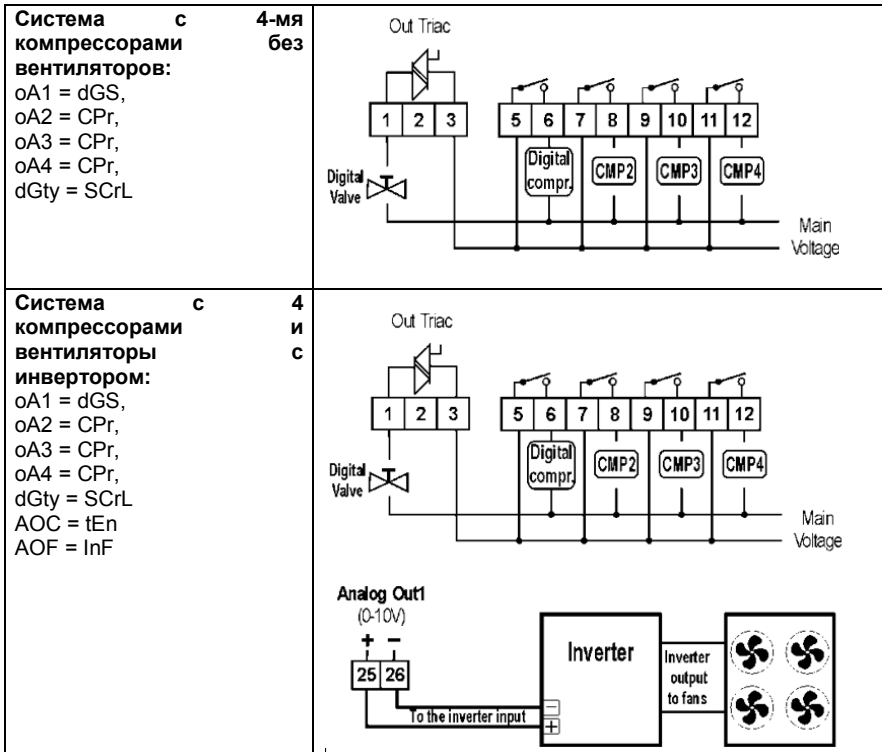 Система с 4-мя
компрессорами без
вентиляторов:
oA1 = dGS,
oA2 = CPr,
oA3 = CPr,
oA4 = CPr,
dGty = SCrL
Out Triac
1 2 3 5 6 7 8 9 10 11 12
Digital
Valve
Digital
compr.
CMP2 CMP3 CMP4
Main
Voltage
Система с 4
компрессорами и
вентиляторы с
инвертором:
oA1 = dGS,
oA2 = CPr,
oA3 = CPr,
oA4 = CPr,
dGty = SCrL
AOC = tEn
AOF = InF
Out Triac
1 2 3 5 6 7 8 9 10 11 12
Digital
Valve
Digital
compr.
CMP2 CMP3 CMP4
Main
Voltage
Analog Out1
(0-10V)
+ −
25 26
To the inverter input
−
+
Inverter
Inverter
output
to fans